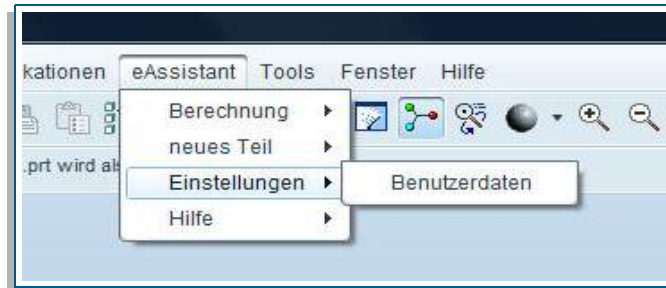 kationen eAssistant Tools Fenster Hilfe
Berechnung
neues Teil
.prt wird als
Einstellungen
Benutzerdaten
Hilfe